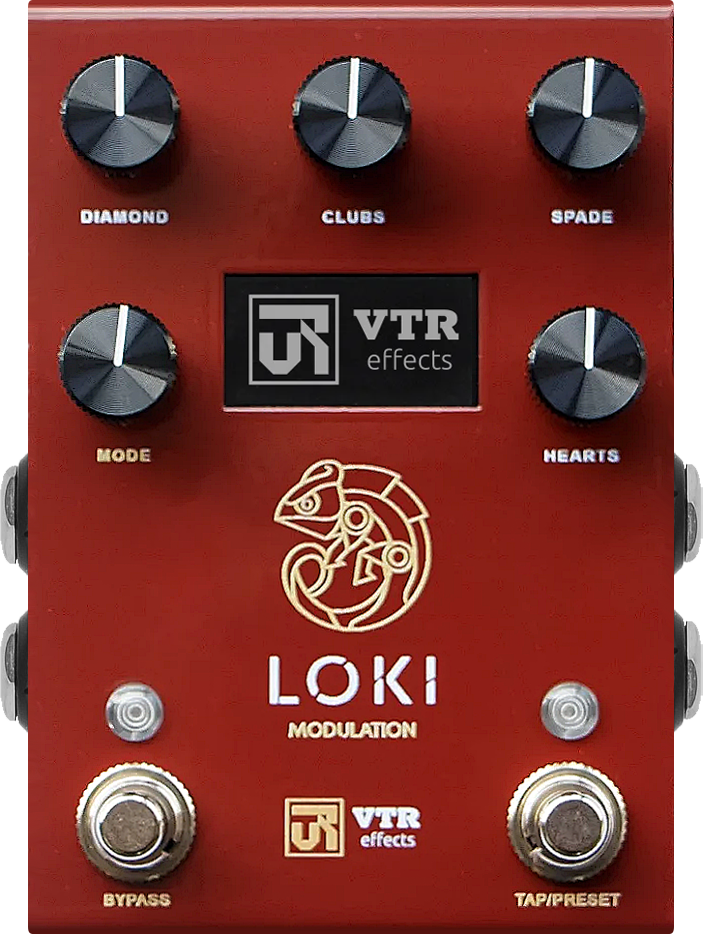 DIAMOND
CLUBS
SPADE
VTR
effects
MODE
HEARTS
LOKI
MODULATION
VTR
effects
BYPASS
TAP/PRESET